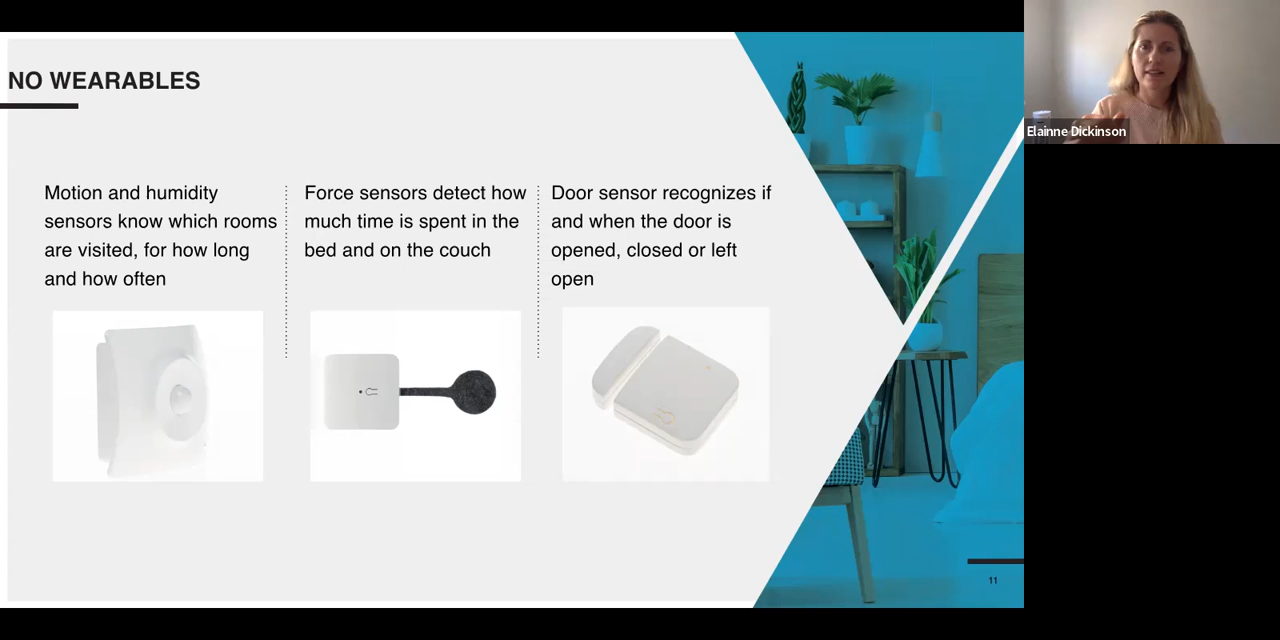 NO WEARABLES
Motion and humidity
sensors know which rooms
are visited, for how long
and how often
Force sensors detect how
much time is spent in the
bed and on the couch
Door sensor recognizes if
and when the door is
opened, closed or left
open
11
Elainne Dickinson